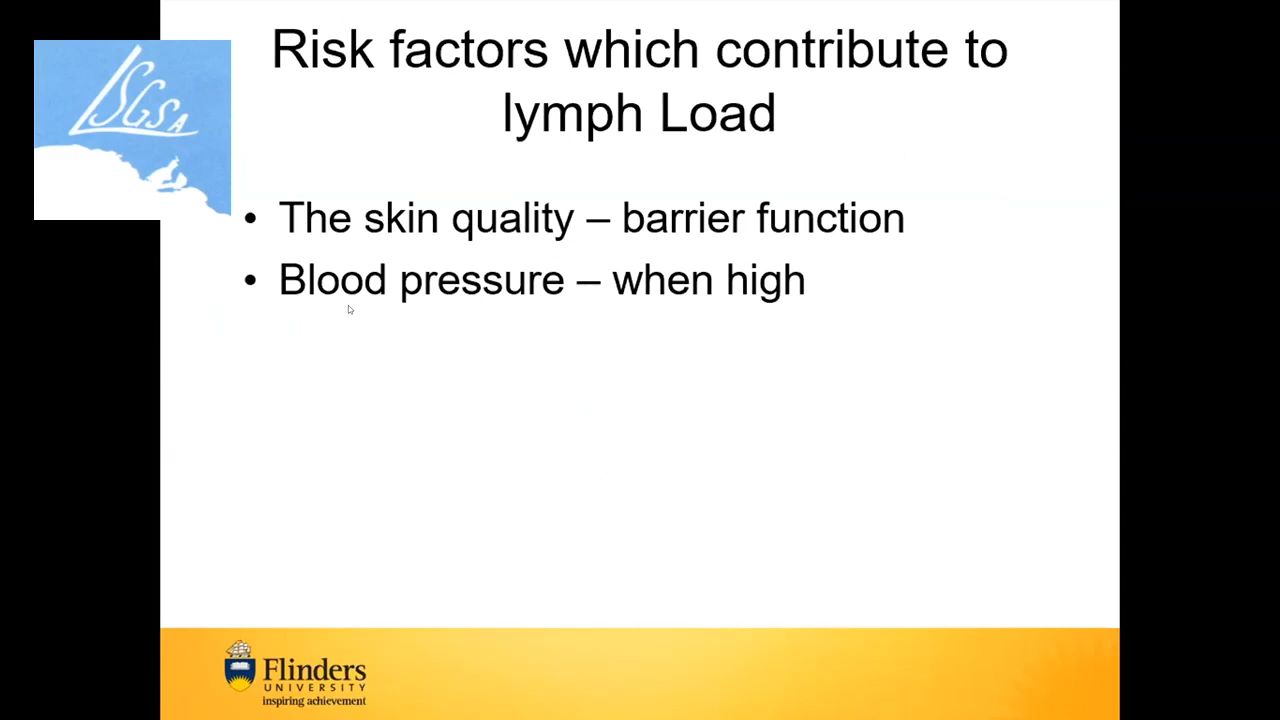 Risk factors which contribute to
lymph Load
LSGSA
• The skin quality – barrier function
• Blood pressure – when high
Flinders
UNIVERSITY
inspiring achievement